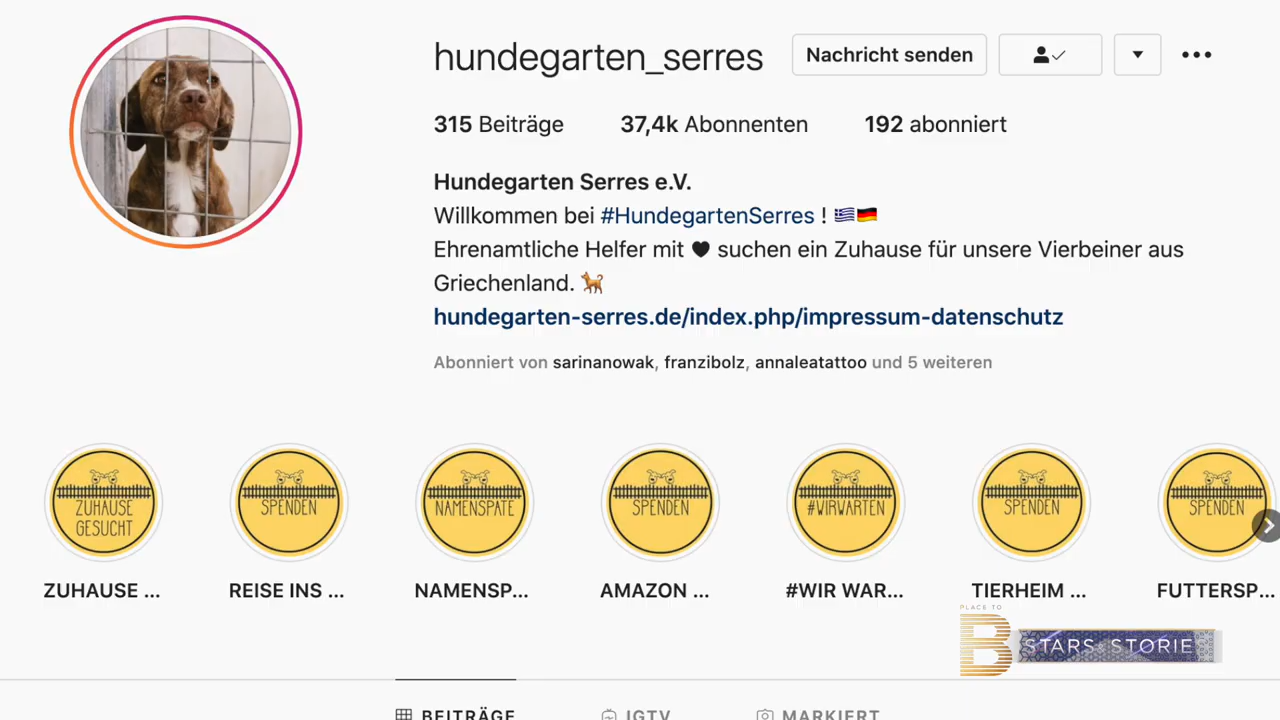 hundegarten_serres
Nachricht senden
315 Beiträge
37,4k Abonnenten
192 abonniert
Hundegarten Serres e.V.
Willkommen bei #HundegartenSerres ! 🇬🇷🇩🇪
Ehrenamtliche Helfer mit 🖤 suchen ein Zuhause für unsere Vierbeiner aus
Griechenland. 🐕
hundegarten-serres.de/index.php/impressum-datenschutz
Abonniert von sarinanowak, franzibolz, annaleatattoo und 5 weiteren
ZUHAUSE
GESUCHT
SPENDEN
NAMENSPATE
SPENDEN
#WIRWARTEN
SPENDEN
SPENDEN
ZUHAUSE ...
REISE INS ...
NAMENSP...
AMAZON ...
#WIR WAR...
TIERHEIM ...
FUTTERSP...
PLACE TO
B
STARS & STORIE
BEITRÄGE
IGTV
MARKIERT